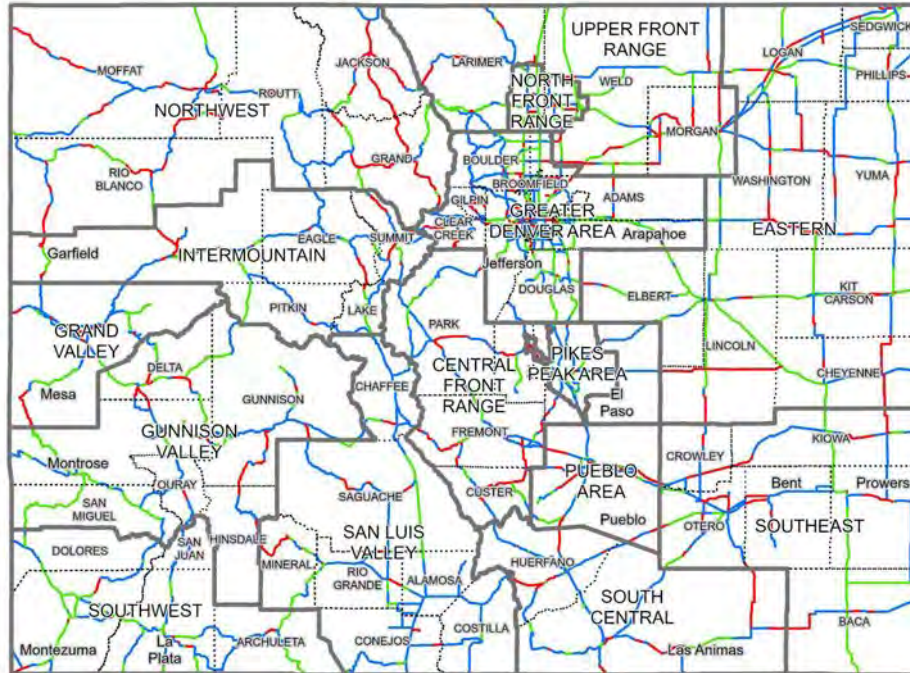 UPPER FRONT
RANGE
SEDGWICK
LOGAN
MOFFAT
JACKSON
LARIMER
WELD
PHILLIPS
NORTHWEST
ROUTT
NORTH
FRONT
RANGE
MORGAN
GRAND
BOULDER
RIO
BLANCO
BROOMFIELD
ADAMS
WASHINGTON
YUMA
GILPIN
CLEAR
CREEK
GREATER
DENVER AREA
Arapahoe
EASTERN
Garfield
INTERMOUNTAIN
EAGLE
SUMMIT
Jefferson
DOUGLAS
ELBERT
KIT
CARSON
PITKIN
LAKE
GRAND
VALLEY
PARK
LINCOLN
DELTA
CENTRAL
FRONT
RANGE
PIKES
PEAK AREA
El
Paso
CHEYENNE
Mesa
GUNNISON
CHAFFEE
GUNNISON
VALLEY
FREMONT
KIOWA
Montrose
CROWLEY
PUEBLO
AREA
Bent
Prowers
OURAY
SAGUACHE
CUSTER
SAN
MIGUEL
Pueblo
OTERO
SOUTHEAST
SAN LUIS
VALLEY
DOLORES
SAN
JUAN
HINSDALE
MINERAL
RIO
GRANDE
ALAMOSA
HUERFANO
SOUTHWEST
SOUTH
CENTRAL
Montezuma
La
Plata
ARCHULETA
CONEJOS
COSTILLA
Las Animas
BACA